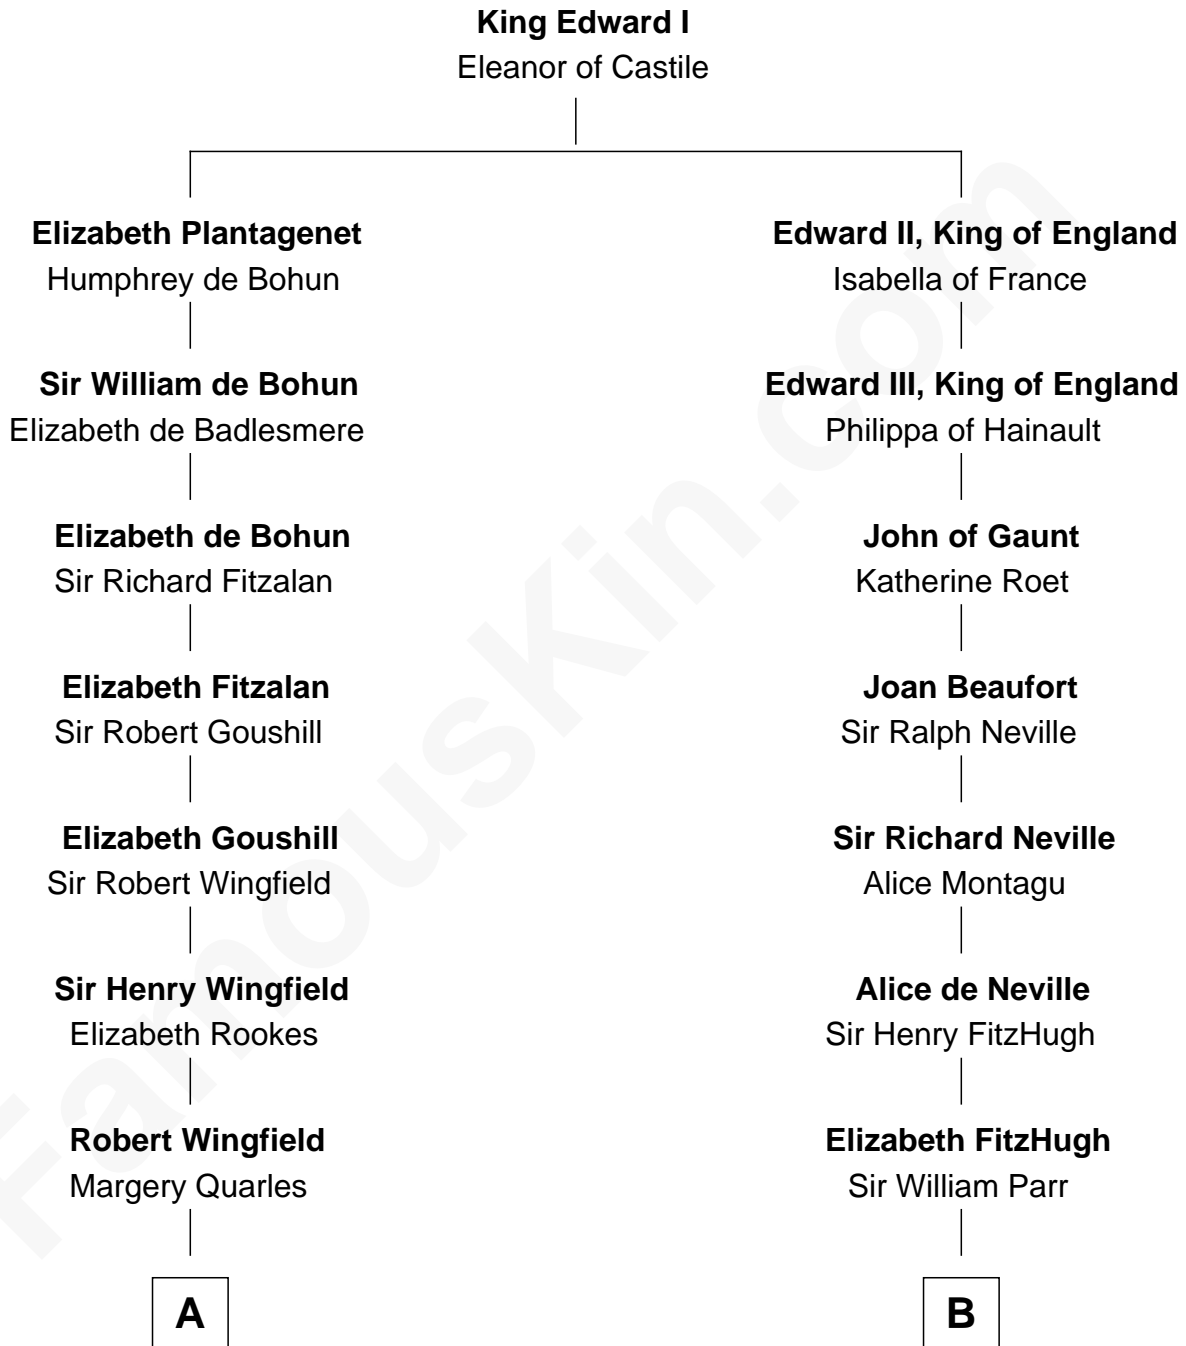 King Edward I
Eleanor of Castile
Elizabeth Plantagenet
Humphrey de Bohun
Sir William de Bohun
Elizabeth de Badlesmere
Elizabeth de Bohun
Sir Richard Fitzalan
Elizabeth Fitzalan
Sir Robert Goushill
Elizabeth Goushill
Sir Robert Wingfield
Sir Henry Wingfield
Elizabeth Rookes
Robert Wingfield
Margery Quarles
A
Edward II, King of England
Isabella of France
Edward III, King of England
Philippa of Hainault
John of Gaunt
Katherine Roet
Joan Beaufort
Sir Ralph Neville
Sir Richard Neville
Alice Montagu
Alice de Neville
Sir Henry FitzHugh
Elizabeth FitzHugh
Sir William Parr
B
FamousKin.com